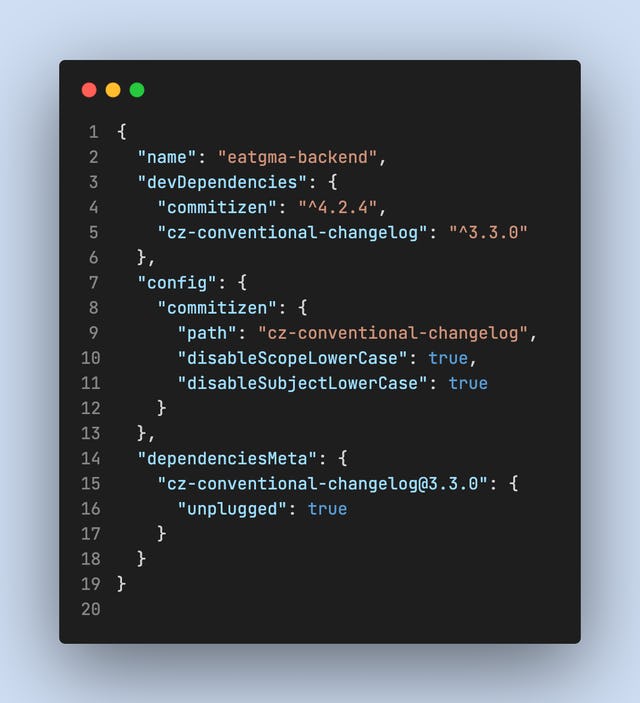 1 {
2   "name": "eatgma-backend",
3   "devDependencies": {
4     "commitizen": "^4.2.4",
5     "cz-conventional-changelog": "^3.3.0"
6   },
7   "config": {
8     "commitizen": {
9       "path": "cz-conventional-changelog",
10       "disableScopeLowerCase": true,
11       "disableSubjectLowerCase": true
12     }
13   },
14   "dependenciesMeta": {
15     "cz-conventional-changelog@3.3.0": {
16       "unplugged": true
17     }
18   }
19 }
20